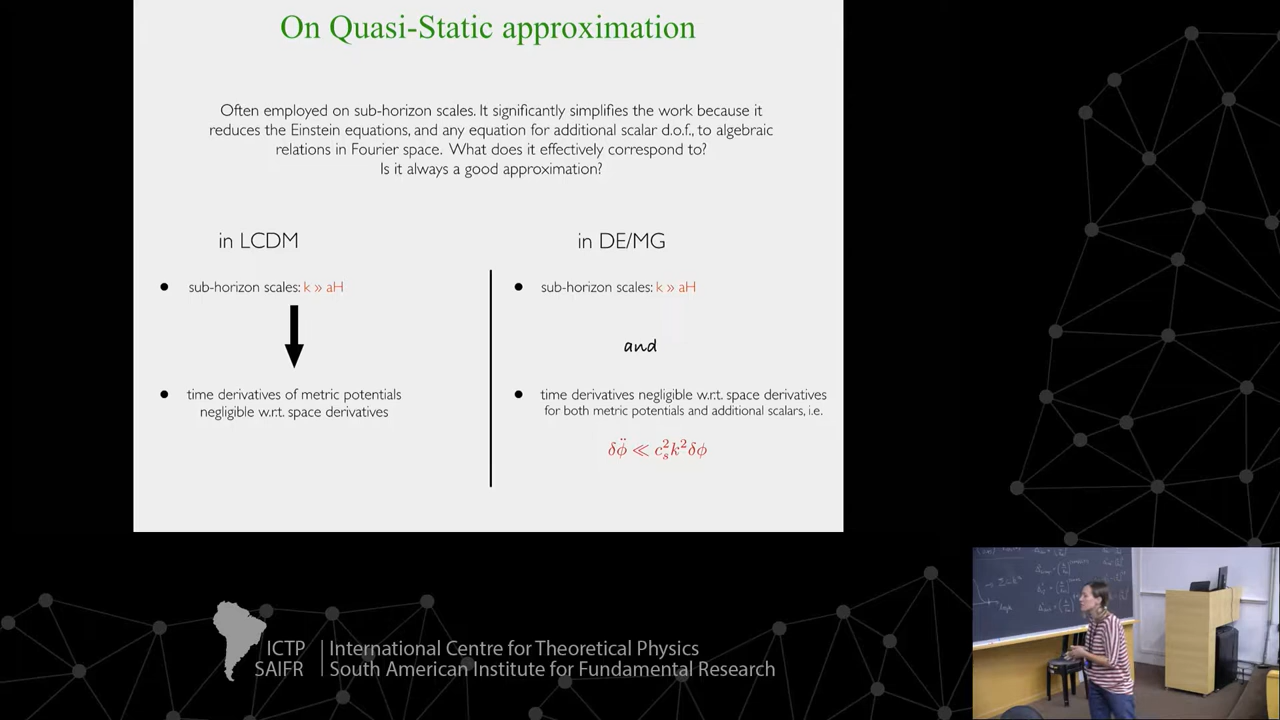 On Quasi-Static approximation
Often employed on sub-horizon scales. It significantly simplifies the work because it
reduces the Einstein equations, and any equation for additional scalar d.o.f., to algebraic
relations in Fourier space. What does it effectively correspond to?
Is it always a good approximation?
in LCDM
• sub-horizon scales: k » aH
• time derivatives of metric potentials
negligible w.r.t. space derivatives
in DE/MG
• sub-horizon scales: k » aH
and
• time derivatives negligible w.r.t. space derivatives
for both metric potentials and additional scalars, i.e.
δφ̈ ≪ c_s^2 k^2 δφ
ICTP | International Centre for Theoretical Physics
SAIFR | South American Institute for Fundamental Research